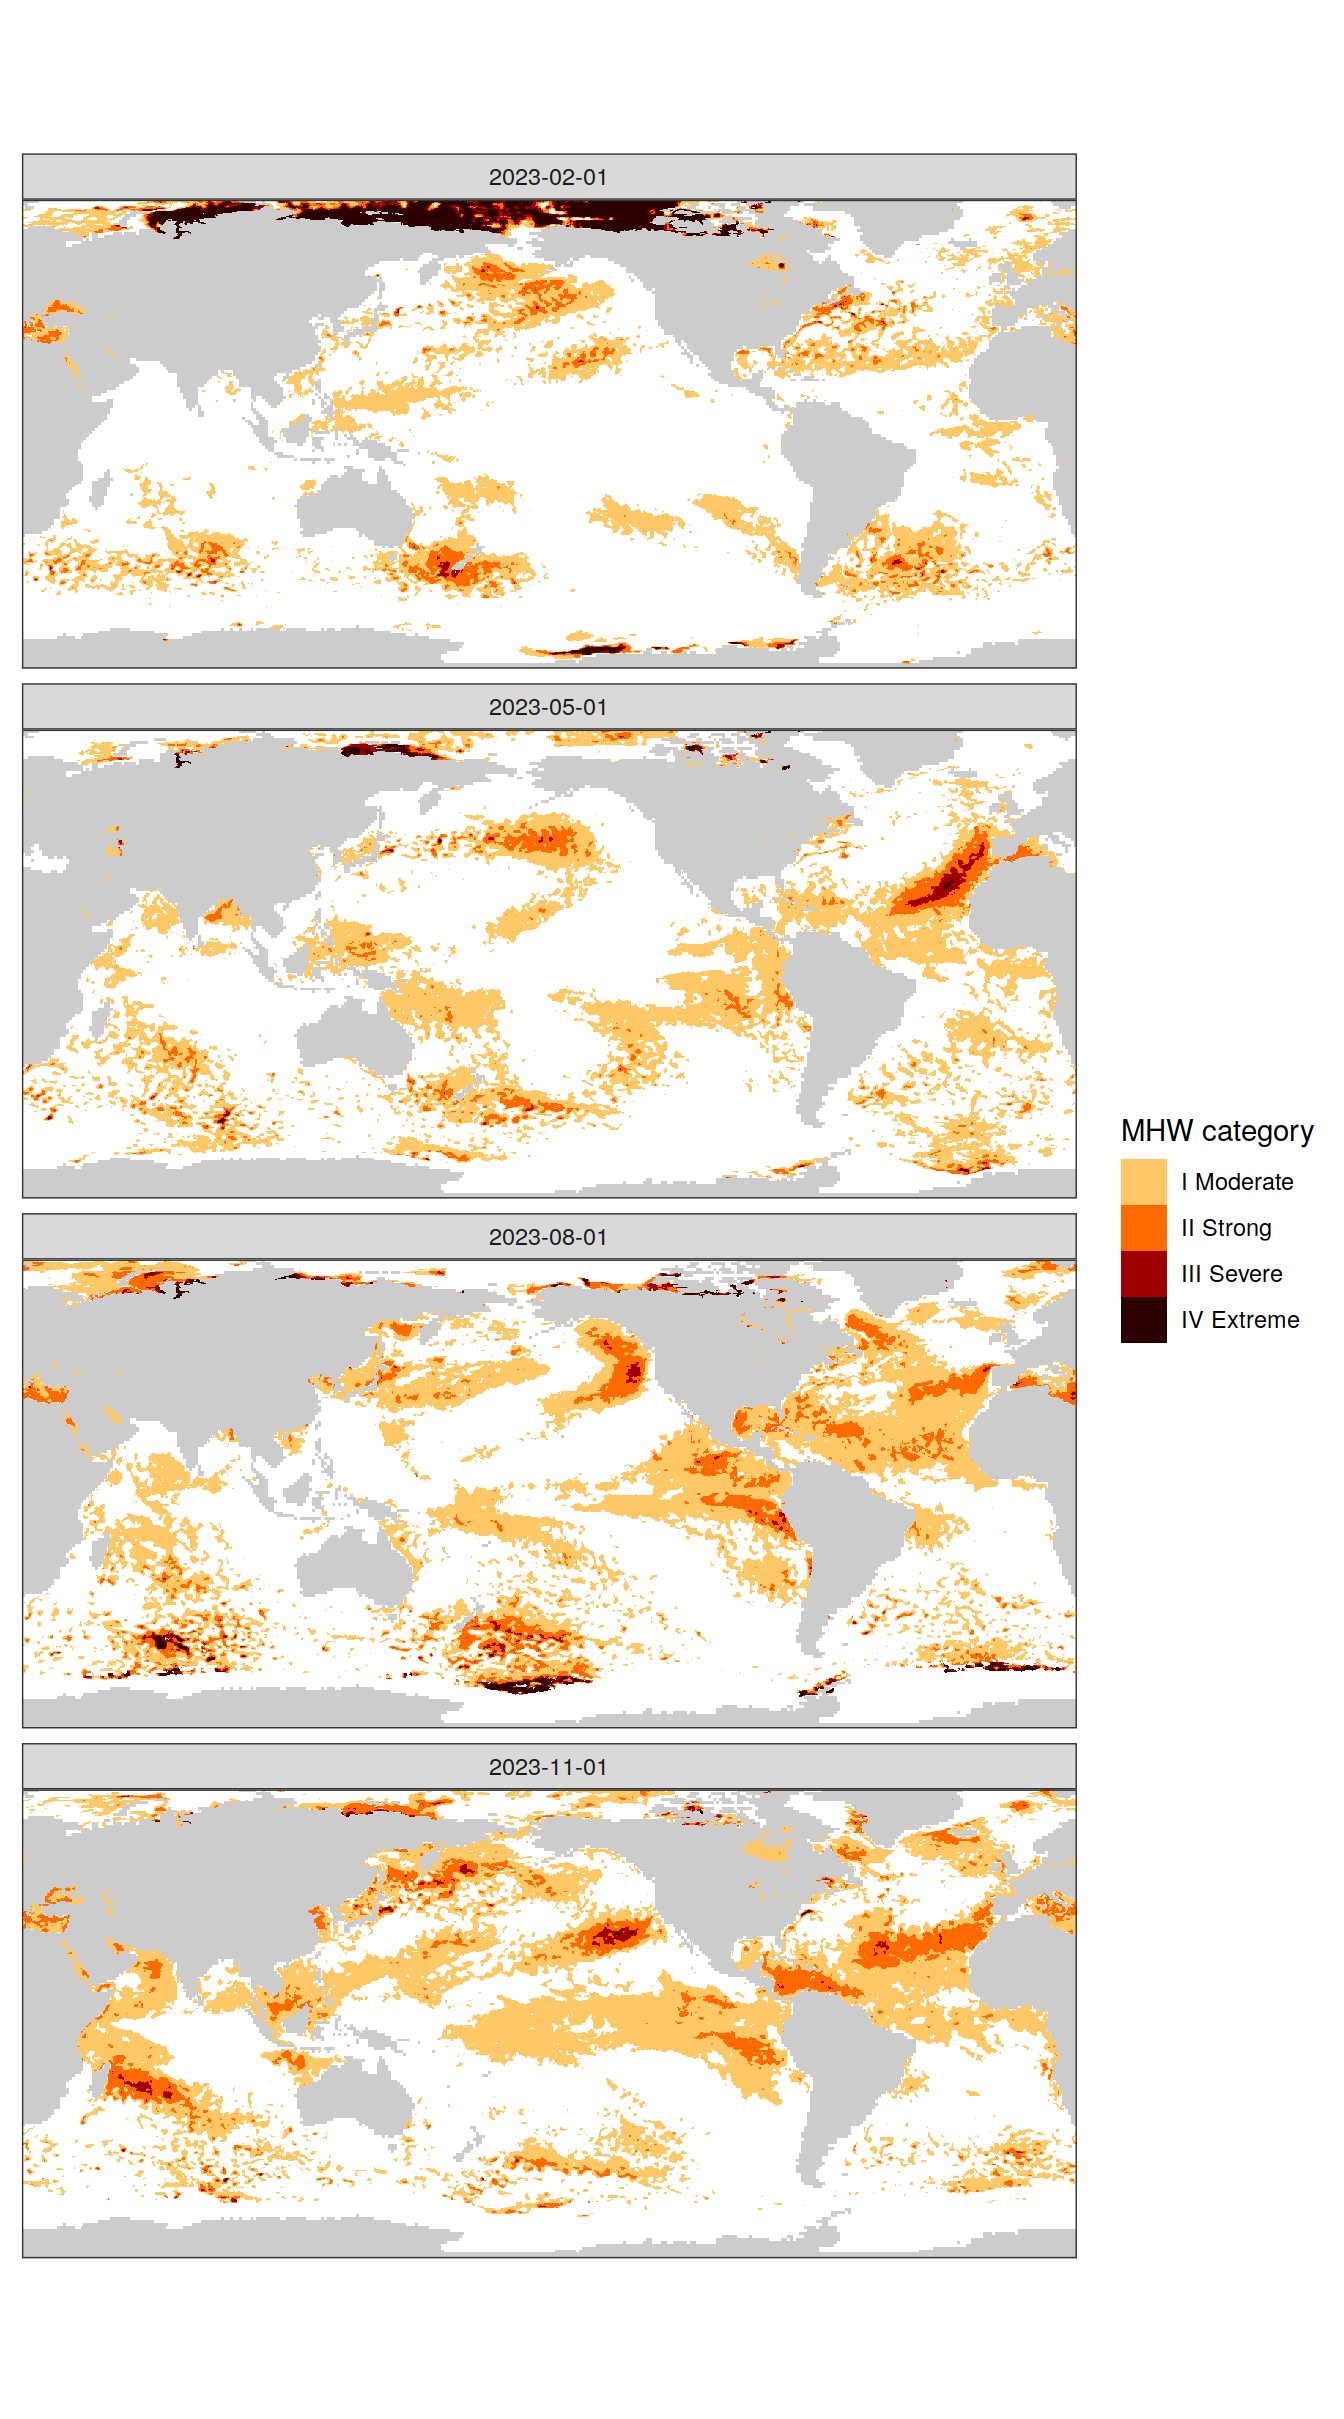 2023-02-01
2023-05-01
2023-08-01
2023-11-01
MHW category
I Moderate
II Strong
III Severe
IV Extreme